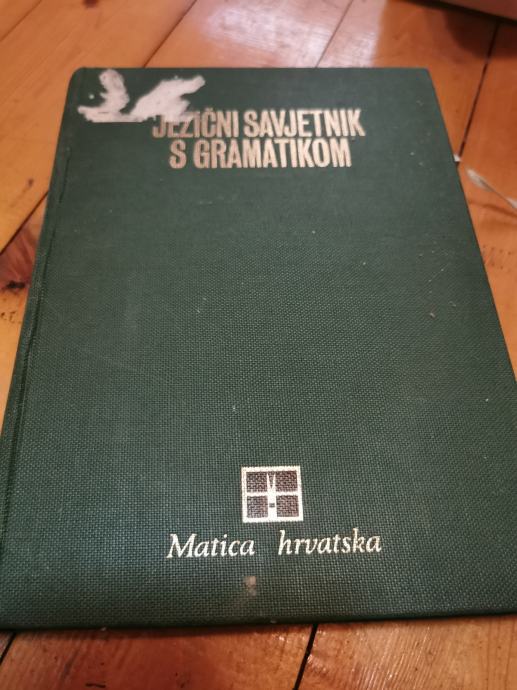 JEZIČNI SAVJETNIK
S GRAMATIKOM
Matica hrvatska